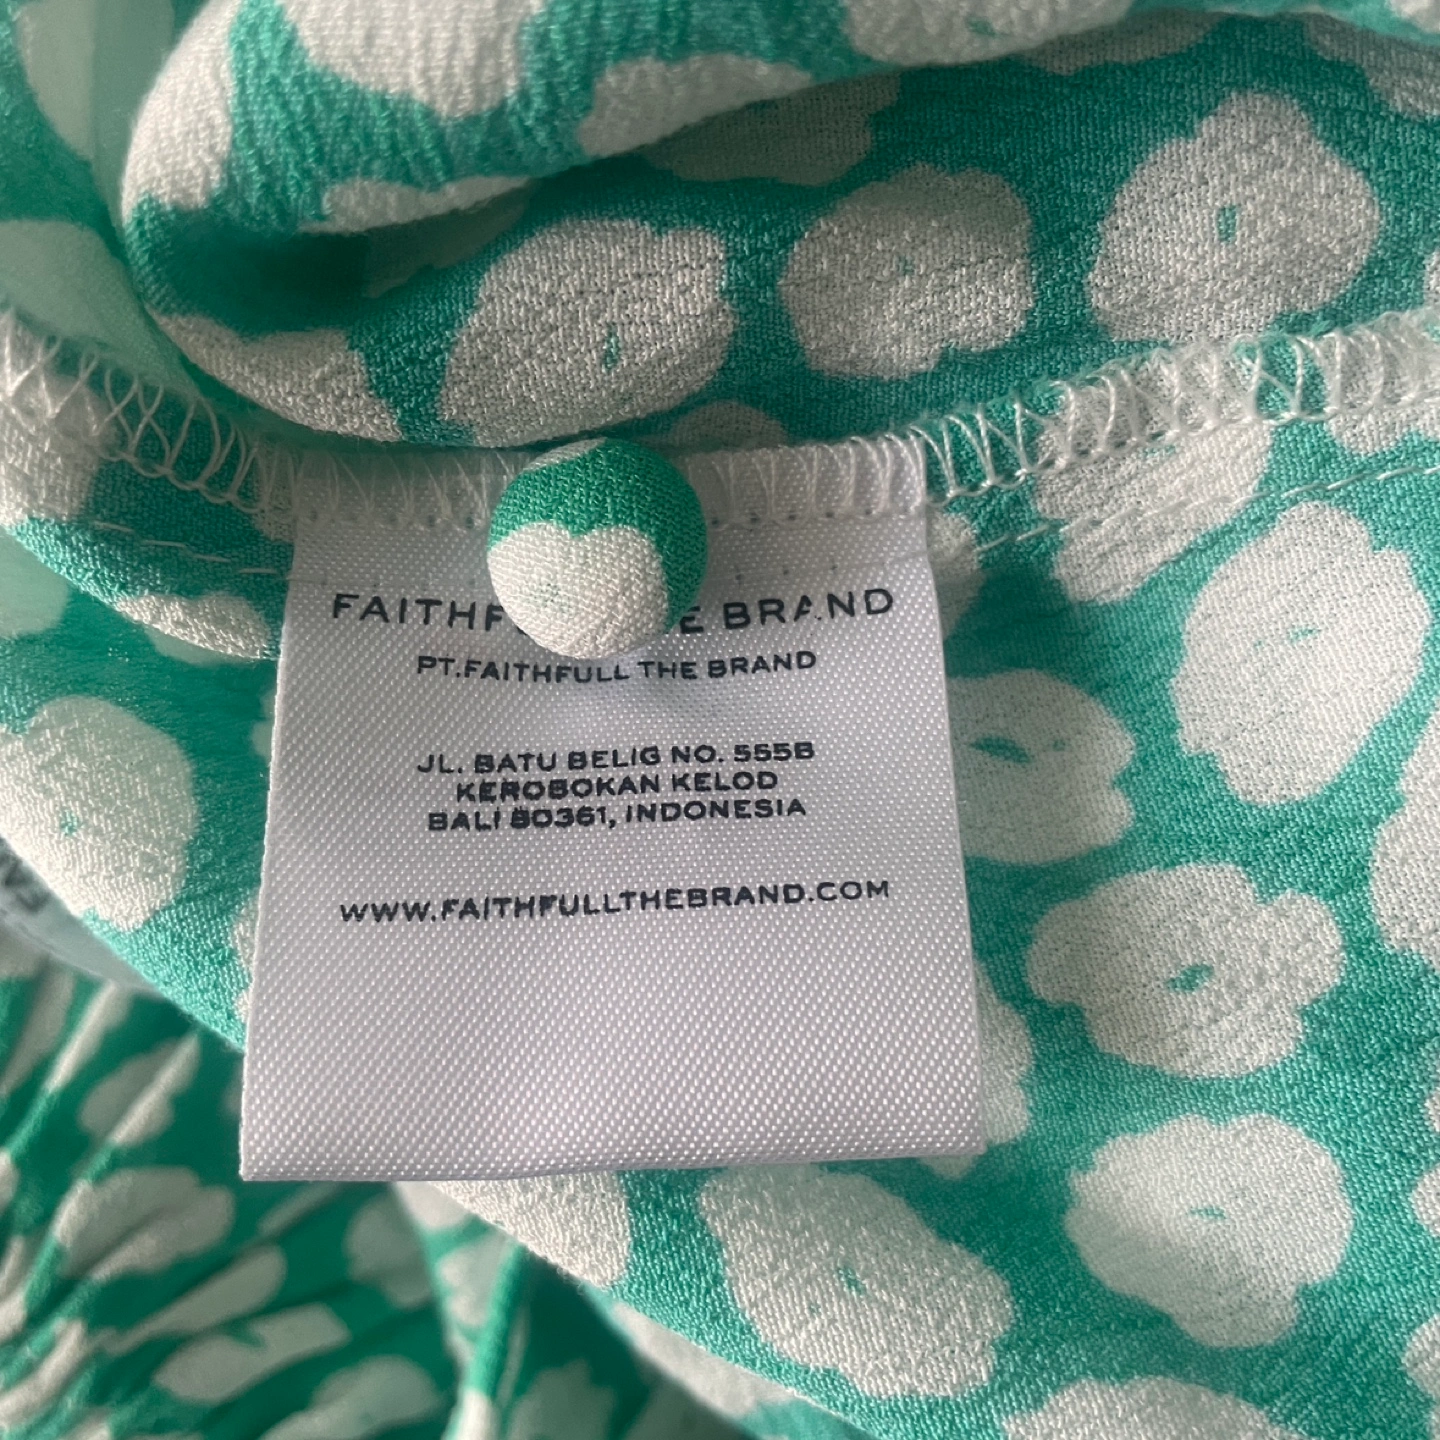 FAITHF THE BRAND
PT.FAITHFULL THE BRAND
JL. BATU BELIG NO. 555B
KEROBOKAN KELOD
BALI 80361, INDONESIA
WWW.FAITHFULLTHEBRAND.COM